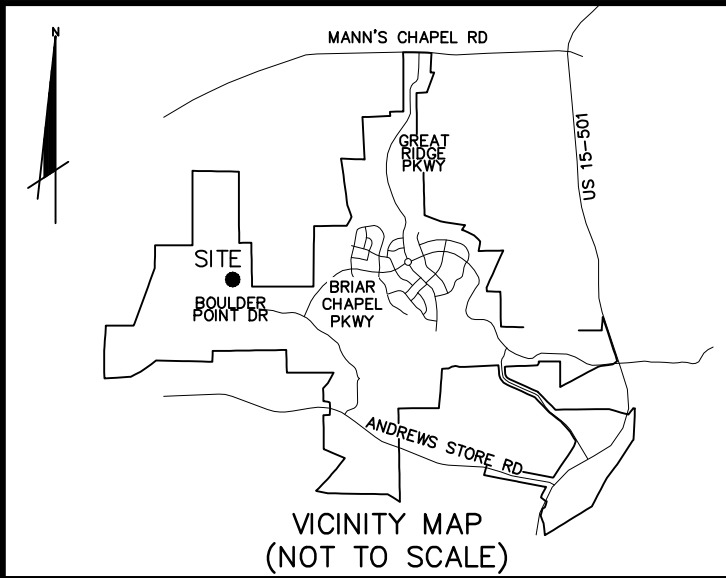 N
MANN'S CHAPEL RD
US 15-501
GREAT
RIDGE
PKWY
SITE
BOULDER
POINT DR
BRIAR
CHAPEL
PKWY
ANDREWS STORE RD
VICINITY MAP
(NOT TO SCALE)